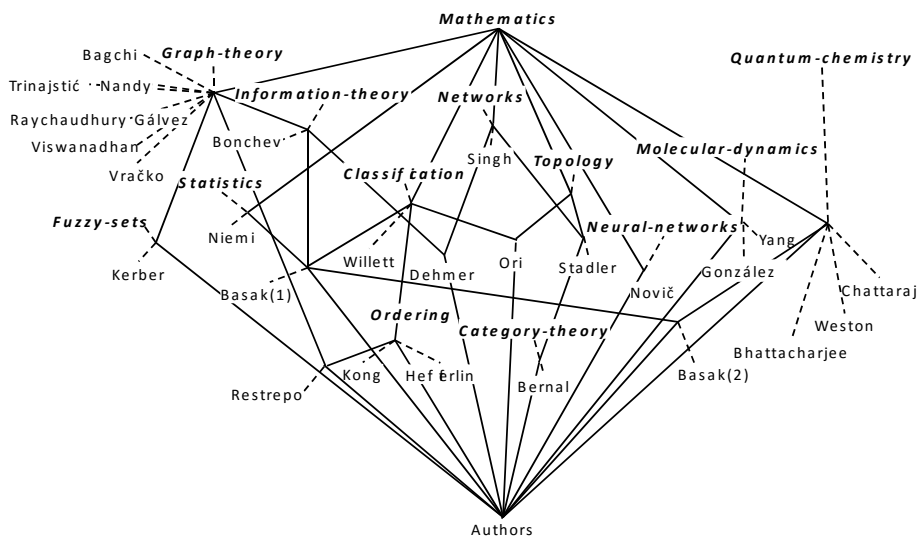 Mathematics
Bagchi
Graph-theory
Quantum-chemistry
Trinajstić
Nandy
Information-theory
Networks
Raychaudhury
Gálvez
Bonchev
Viswanadhan
Singh
Topology
Molecular-dynamics
Vračko
Statistics
Classification
Fuzzy-sets
Niemi
Neural-networks
Yang
Kerber
Willett
Dehmer
Ori
Stadler
González
Basak(1)
Novič
Chattaraj
Ordering
Category-theory
Weston
Bhattacharjee
Restrepo
Kong
Hefferlin
Bernal
Basak(2)
Authors